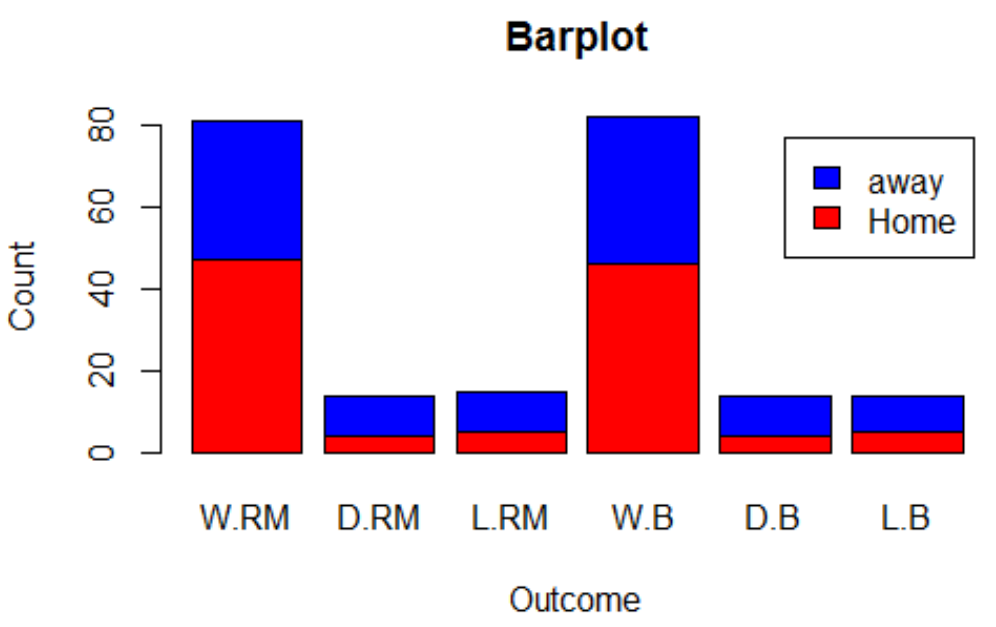 Barplot
Count
80
60
40
20
0
away
Home
W.RM D.RM L.RM W.B D.B L.B
Outcome